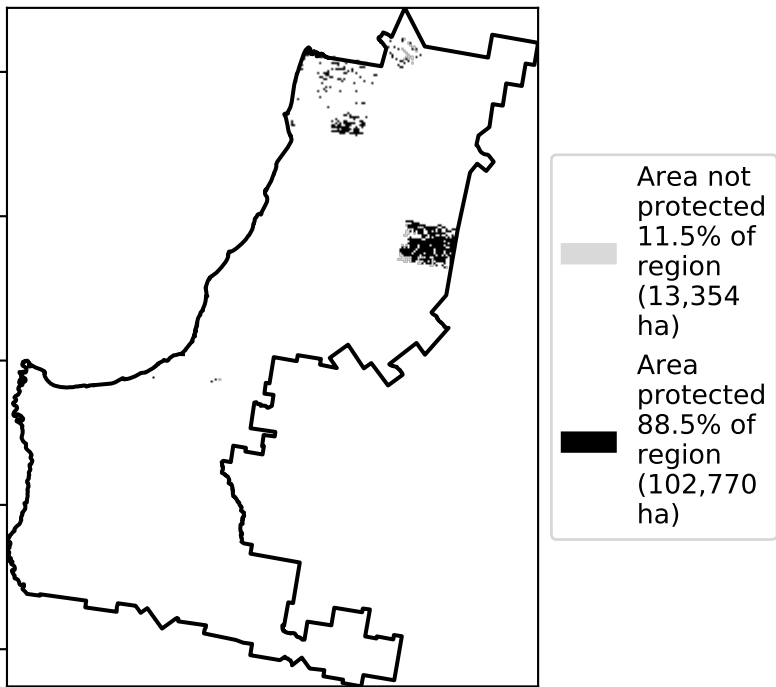 Area not
protected
11.5% of
region
(13,354
ha)
Area
protected
88.5% of
region
(102,770
ha)